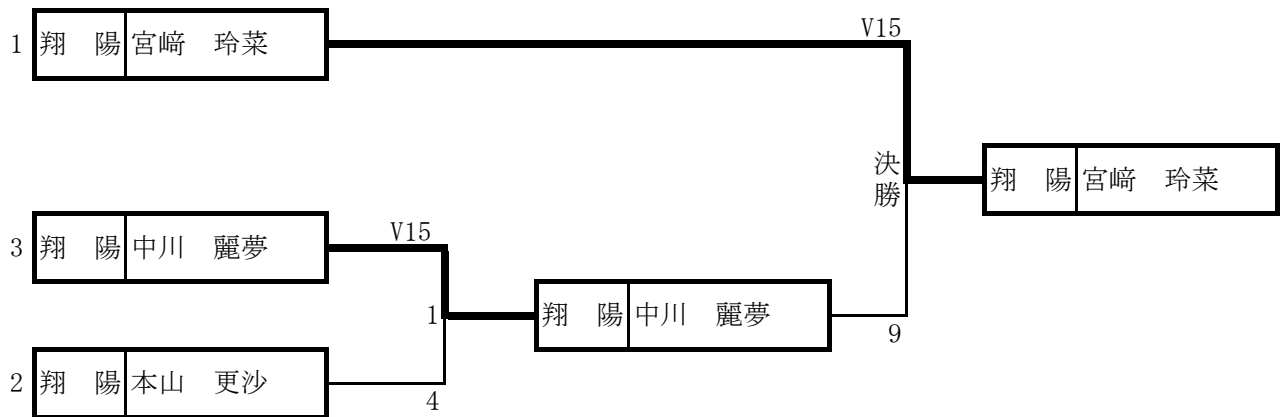 V15
1 翔　陽 宮﨑　玲菜
決勝
翔　陽 宮﨑　玲菜
V15
3 翔　陽 中川　麗夢
1
翔　陽 中川　麗夢
9
2 翔　陽 本山　更沙
4